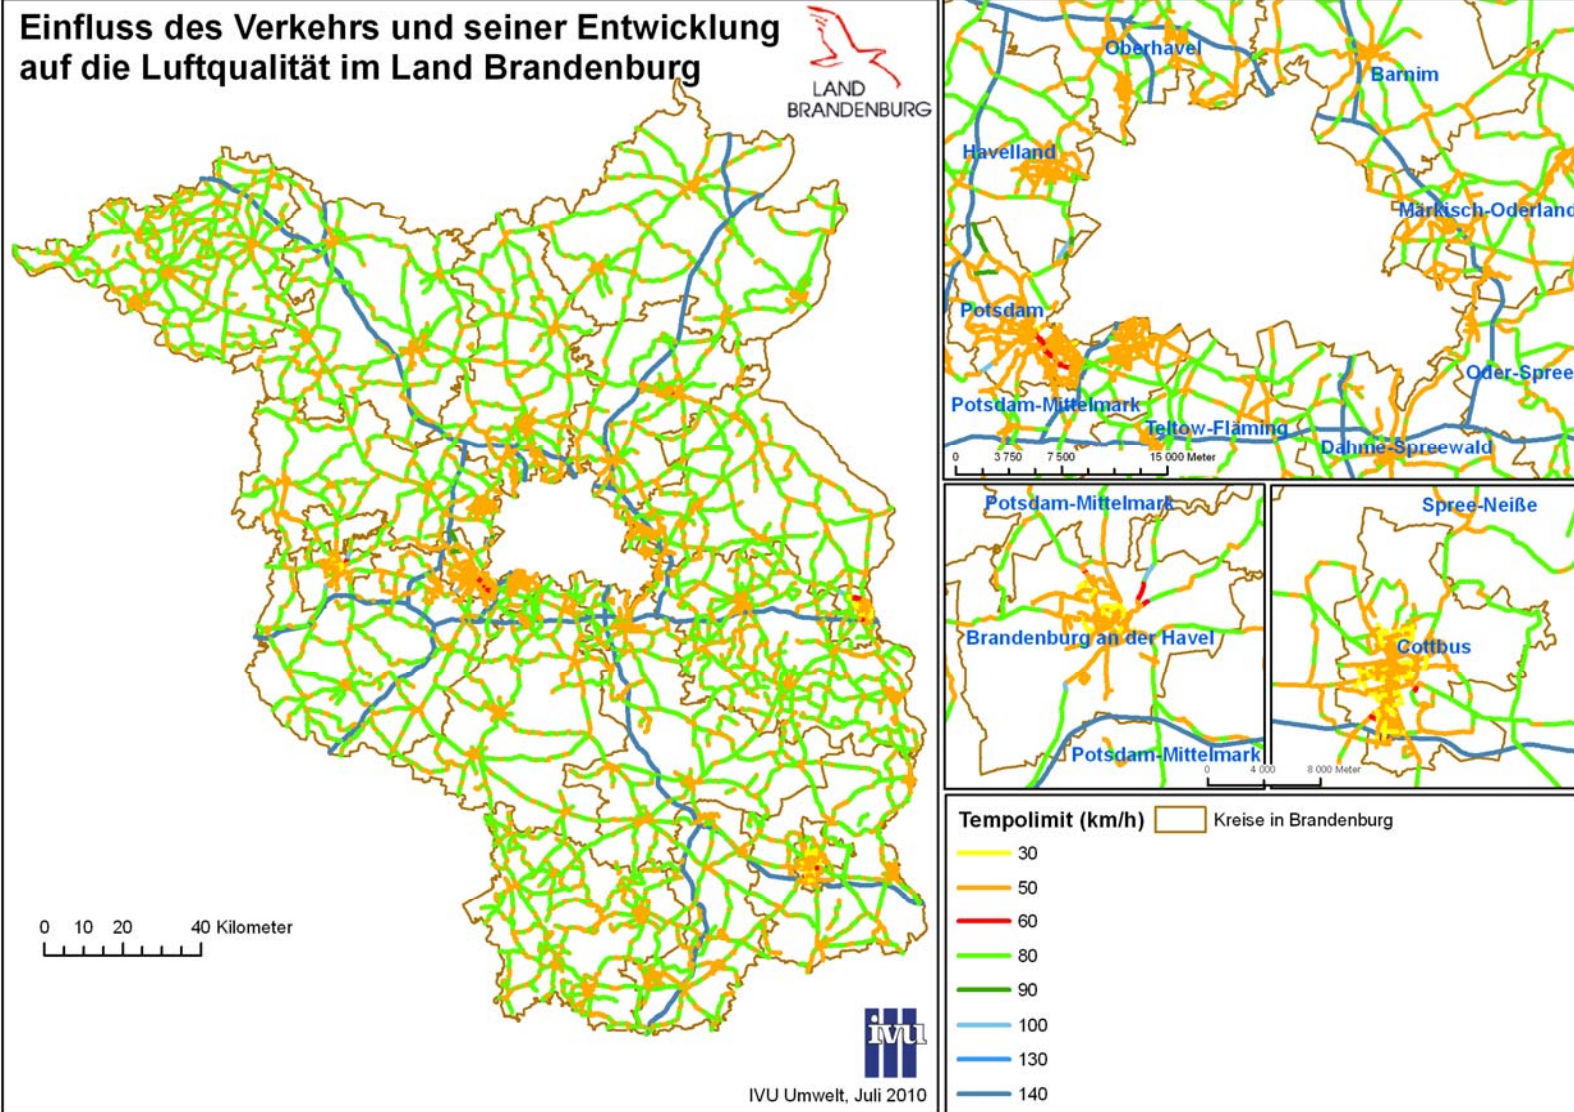 Einfluss des Verkehrs und seiner Entwicklung
auf die Luftqualität im Land Brandenburg
LAND
BRANDENBURG
0 10 20 40 Kilometer
ivu
IVU Umwelt, Juli 2010
Oberhavel
Barnim
Havelland
Märkisch-Oderland
Potsdam
Oder-Spree
Potsdam-Mittelmark
Teltow-Fläming
Dahme-Spreewald
0 3 750 7 500 15 000 Meter
Potsdam-Mittelmark
Brandenburg an der Havel
Potsdam-Mittelmark
Spree-Neiße
Cottbus
0 4 000 8 000 Meter
Tempolimit (km/h)
Kreise in Brandenburg
30
50
60
80
90
100
130
140